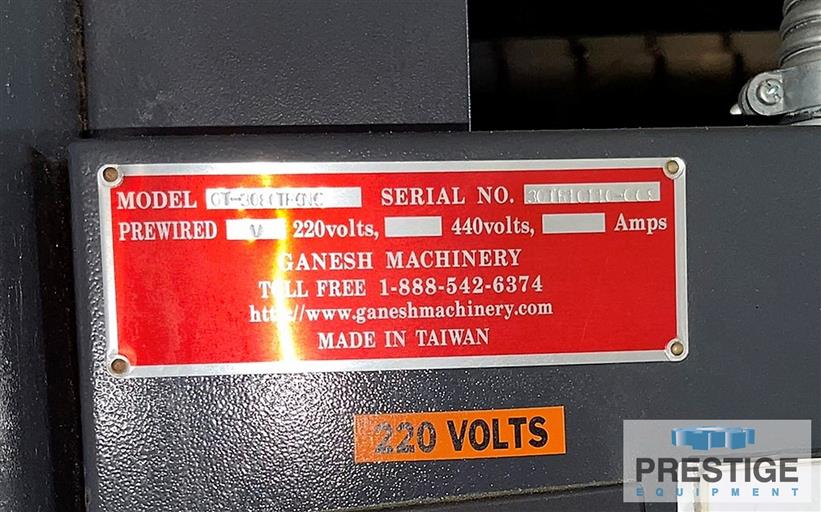 MODEL
SERIAL NO.
PREWIRED V 220volts, 440volts, Amps
GANESH MACHINERY
TOLL FREE 1-888-542-6374
http://www.ganeshmachinery.com
MADE IN TAIWAN
220 VOLTS
PRESTIGE
EQUIPMENT